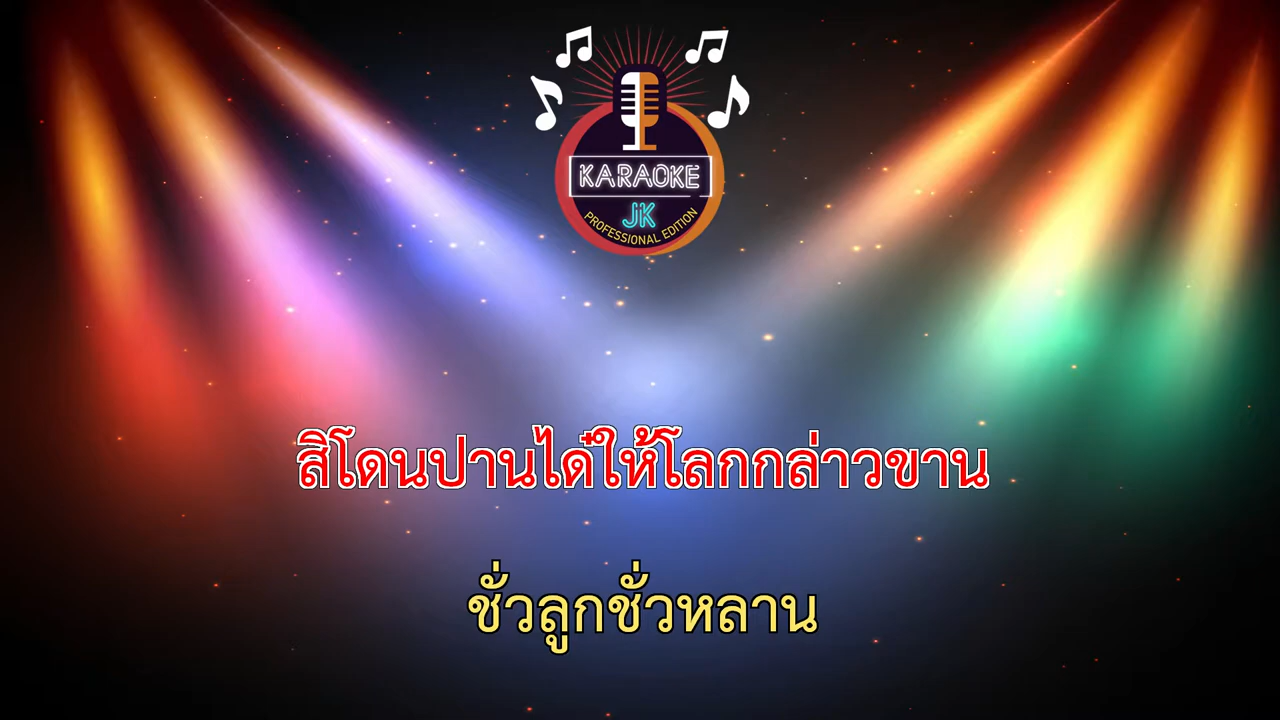 KARAOKE
JK
PROFESSIONAL EDITION
สิโดนปานได๋ให้โลกกล่าวขาน
ชั่วลูกชั่วหลาน